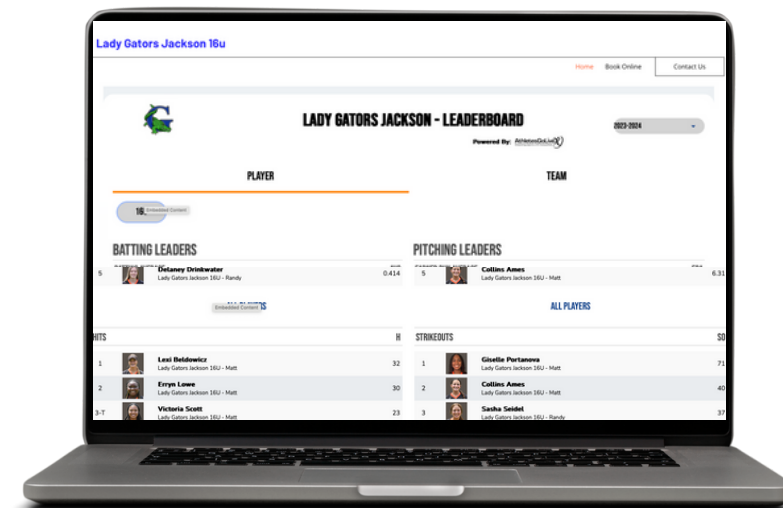 Lady Gators Jackson 16u
Home Book Online Contact Us
LADY GATORS JACKSON - LEADERBOARD
2023-2024
Powered By: AthletesGoLive
PLAYER TEAM
Embedded Content
BATTING LEADERS PITCHING LEADERS
5 Delaney Drinkwater 0.414 5 Collins Ames 6.31
Lady Gators Jackson 16U - Randy Lady Gators Jackson 16U - Matt
Embedded Content ALL PLAYERS
HITS H STRIKEOUTS SO
1 Lexi Beldowicz 32 1 Giselle Portanova 71
Lady Gators Jackson 16U - Matt Lady Gators Jackson 16U - Matt
2 Erryn Lowe 30 2 Collins Ames 40
Lady Gators Jackson 16U - Matt Lady Gators Jackson 16U - Matt
3-T Victoria Scott 23 3 Sasha Seidel 37
Lady Gators Jackson 16U - Matt Lady Gators Jackson 16U - Randy